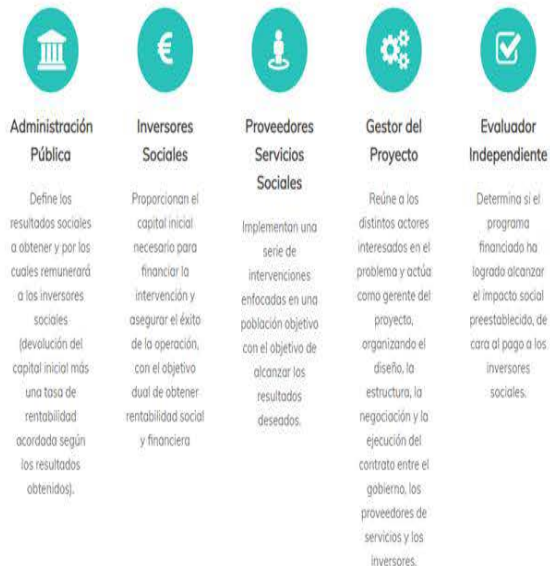 €
Administración
Pública
Define los
resultados sociales
a obtener y por los
cuales remunerará
a los inversores
sociales
(devolución del
capital inicial más
una tasa de
rentabilidad
acordada según
los resultados
obtenidos).
Inversores
Sociales
Proporcionan el
capital inicial
necesario para
financiar la
intervención y
asegurar el éxito
de la operación,
con el objetivo
dual de obtener
rentabilidad social
y financiera
Proveedores
Servicios
Sociales
Implementan una
serie de
intervenciones
enfocadas en una
población objetivo
con el objetivo de
alcanzar los
resultados
deseados.
Gestor del
Proyecto
Reúne a los
distintos actores
interesados en el
problema y actúa
como gerente del
proyecto,
organizando el
diseño, la
estructura, la
negociación y la
ejecución del
contrato entre el
gobierno, los
proveedores de
servicios y los
inversores.
Evaluador
Independiente
Determina si el
programa
financiado ha
logrado alcanzar
el impacto social
preestablecido, de
cara al pago a los
inversores
sociales.